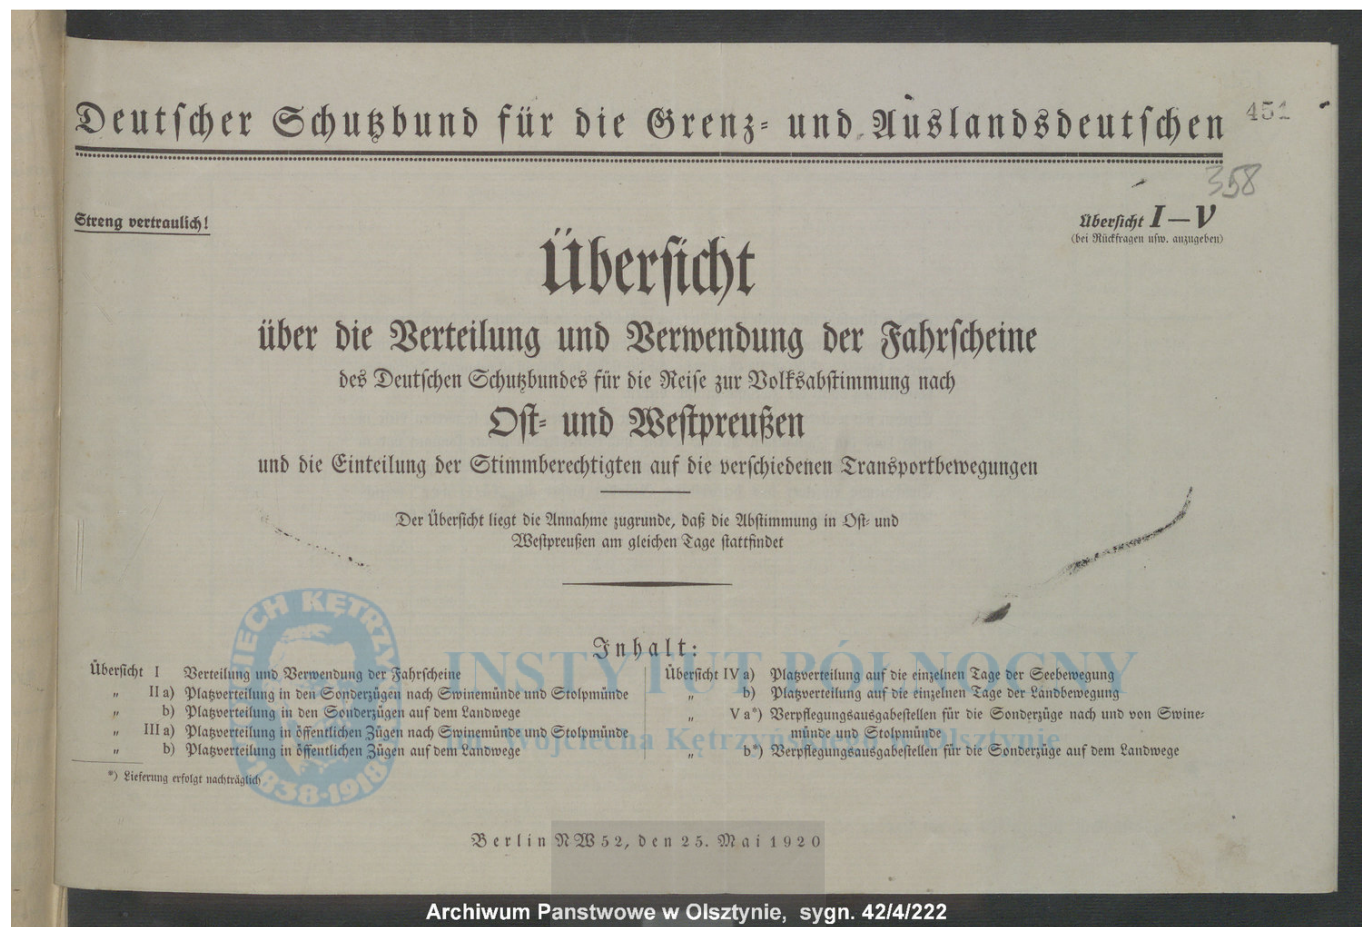 Deutscher Schutzbund für die Grenz- und Auslandsdeutschen
451
358
Streng vertraulich!
Übersicht I—V
(bei Rückfragen usw. anzugeben)
Übersicht
über die Verteilung und Verwendung der Fahrscheine
des Deutschen Schutzbundes für die Reise zur Volksabstimmung nach
Ost- und Westpreußen
und die Einteilung der Stimmberechtigten auf die verschiedenen Transportbewegungen
Der Übersicht liegt die Annahme zugrunde, daß die Abstimmung in Ost- und
Westpreußen am gleichen Tage stattfindet
Inhalt:
Übersicht I Verteilung und Verwendung der Fahrscheine
„ II a) Platzverteilung in den Sonderzügen nach Swinemünde und Stolpmünde
„ b) Platzverteilung in den Sonderzügen auf dem Landwege
„ III a) Platzverteilung in öffentlichen Zügen nach Swinemünde und Stolpmünde
„ b) Platzverteilung in öffentlichen Zügen auf dem Landwege
*) Lieferung erfolgt nachträglich
Übersicht IV a) Platzverteilung auf die einzelnen Tage der Seebewegung
„ b) Platzverteilung auf die einzelnen Tage der Landbewegung
„ V a*) Verpflegungsausgabestellen für die Sonderzüge nach und von Swine-
münde und Stolpmünde
„ b*) Verpflegungsausgabestellen für die Sonderzüge auf dem Landwege
INSTYTUT PÓŁNOCNY
im. Wojciecha Kętrzyńskiego w Olsztynie
WOJCIECH KĘTRZYŃSKI
1838-1918
Berlin NW 52, den 25. Mai 1920
Archiwum Panstwowe w Olsztynie, sygn. 42/4/222